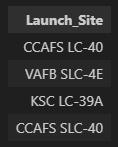 Launch_Site
CCAFS LC-40
VAFB SLC-4E
KSC LC-39A
CCAFS SLC-40